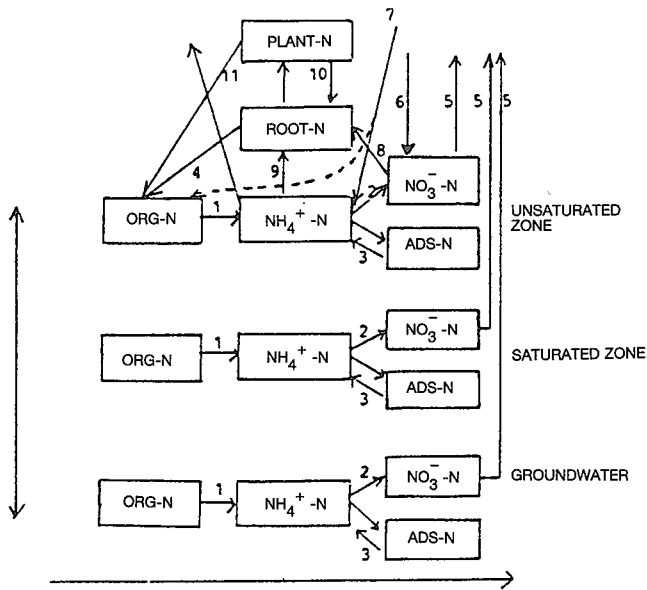 7
PLANT-N
11
10
6
5
5
5
ROOT-N
4
9
8
NO3⁻-N
2
UNSATURATED
ZONE
ORG-N
1
NH4⁺-N
ADS-N
3
NO3⁻-N
2
ORG-N
1
NH4⁺-N
SATURATED ZONE
ADS-N
3
NO3⁻-N
2
GROUNDWATER
ORG-N
1
NH4⁺-N
ADS-N
3